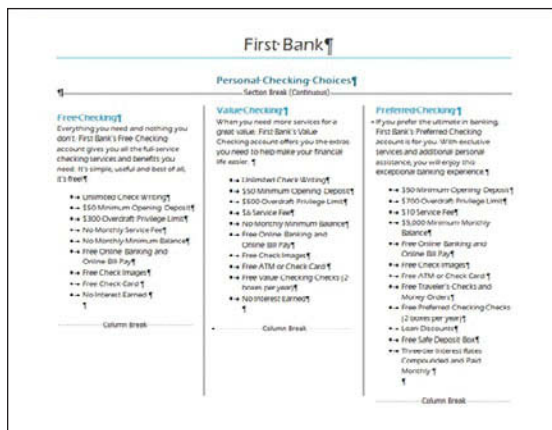 First·Bank¶
Personal·Checking·Choices¶
¶ Section Break (Continuous)
Free·Checking¶
Everything you need and nothing you
don't. First Bank's Free Checking
account gives you all the full-service
checking services and benefits you
need. It's simple, useful and best of all,
it's free!¶
Unlimited Check Writing¶
$50 Minimum Opening Deposit¶
$300 Overdraft Privilege Limit¶
No Monthly Service Fee¶
No Monthly Minimum Balance¶
Free Online Banking and
Online Bill Pay¶
Free Check Images¶
Free Check Card¶
No Interest Earned·¶
¶
Column Break
Value·Checking·¶
When you need more services for a
great value, First Bank's Value
Checking account offers you the extras
you need to help make your financial
life easier. ¶
Unlimited Check Writing¶
$50 Minimum Opening Deposit¶
$500 Overdraft Privilege Limit¶
$6 Service Fee¶
No Monthly Minimum Balance¶
Free Online Banking and
Online Bill Pay¶
Free Check Images¶
Free ATM or Check Card¶
Free Value Checking Checks (2
boxes per year)¶
No Interest Earned¶
¶
Column Break
Preferred·Checking·¶
If you prefer the ultimate in banking,
First Bank's Preferred Checking
account is for you. With exclusive
services and additional personal
assistance, you will enjoy this
exceptional banking experience.¶
$50 Minimum Opening Deposit¶
$700 Overdraft Privilege Limit¶
$10 Service Fee¶
$5,000 Minimum Monthly
Balance¶
Free Online Banking and
Online Bill Pay¶
Free Check Images¶
Free ATM or Check Card¶
Free Traveler's Checks and
Money Orders¶
Free Preferred Checking Checks
(2 boxes per year)¶
Loan Discounts¶
Free Safe Deposit Box¶
Three-tier Interest Rates
Compounded and Paid
Monthly ¶
¶
Column Break